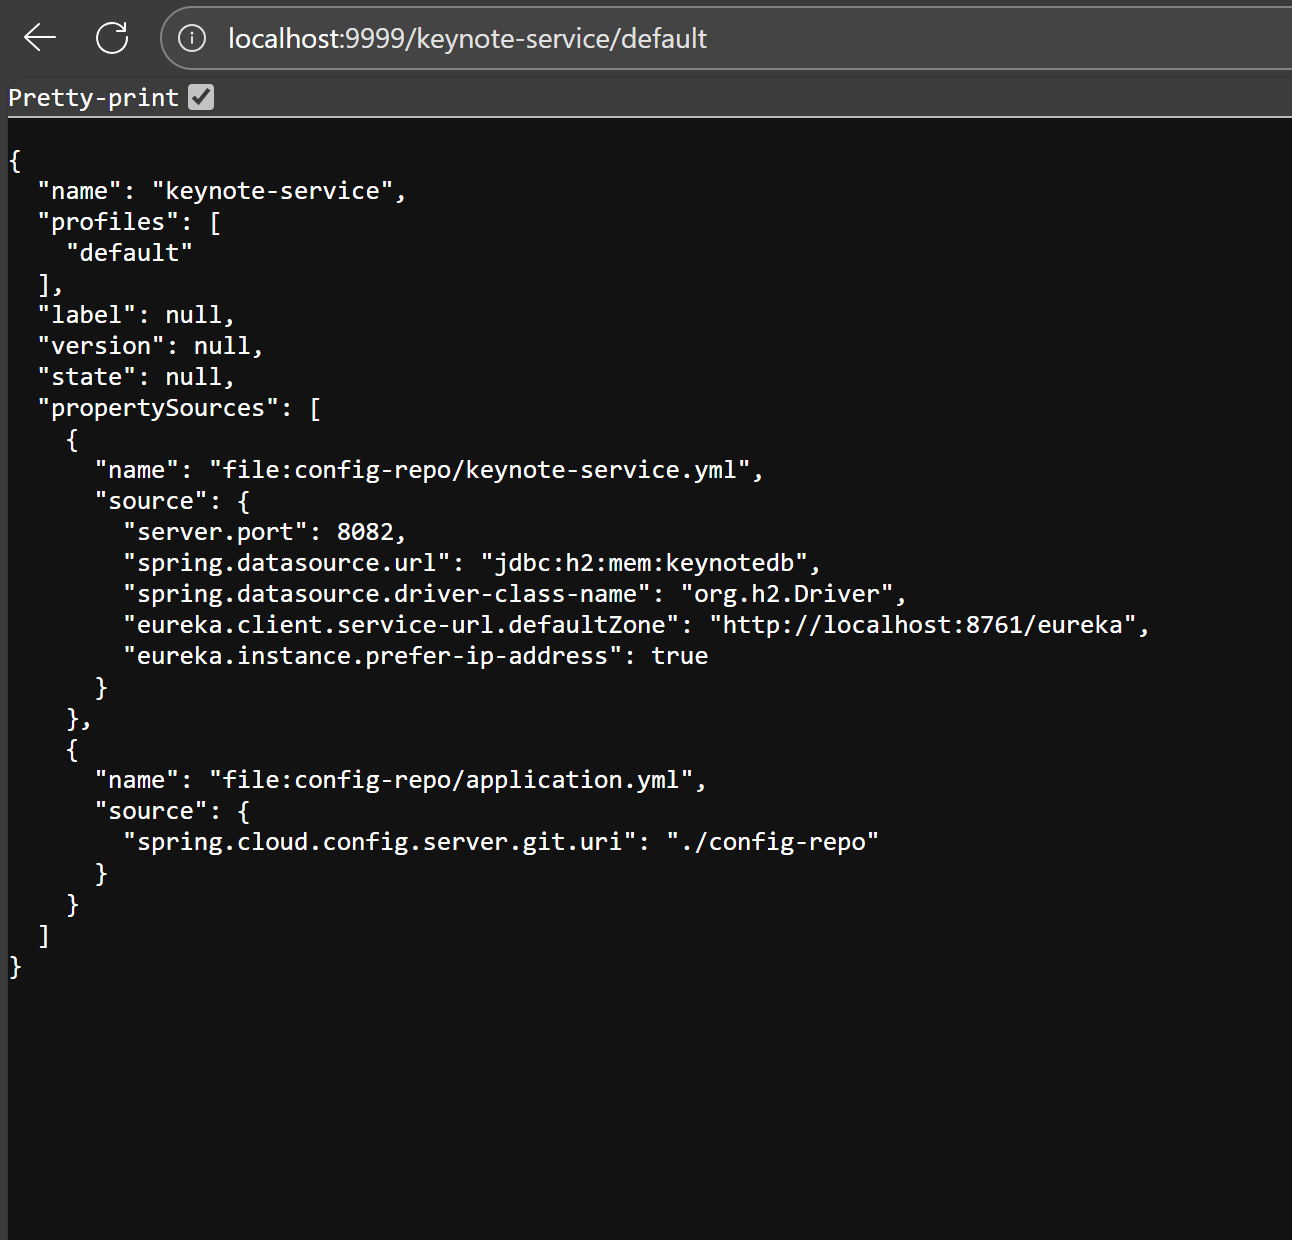 localhost:9999/keynote-service/default
Pretty-print
{
  "name": "keynote-service",
  "profiles": [
    "default"
  ],
  "label": null,
  "version": null,
  "state": null,
  "propertySources": [
    {
      "name": "file:config-repo/keynote-service.yml",
      "source": {
        "server.port": 8082,
        "spring.datasource.url": "jdbc:h2:mem:keynotedb",
        "spring.datasource.driver-class-name": "org.h2.Driver",
        "eureka.client.service-url.defaultZone": "http://localhost:8761/eureka",
        "eureka.instance.prefer-ip-address": true
      }
    },
    {
      "name": "file:config-repo/application.yml",
      "source": {
        "spring.cloud.config.server.git.uri": "./config-repo"
      }
    }
  ]
}